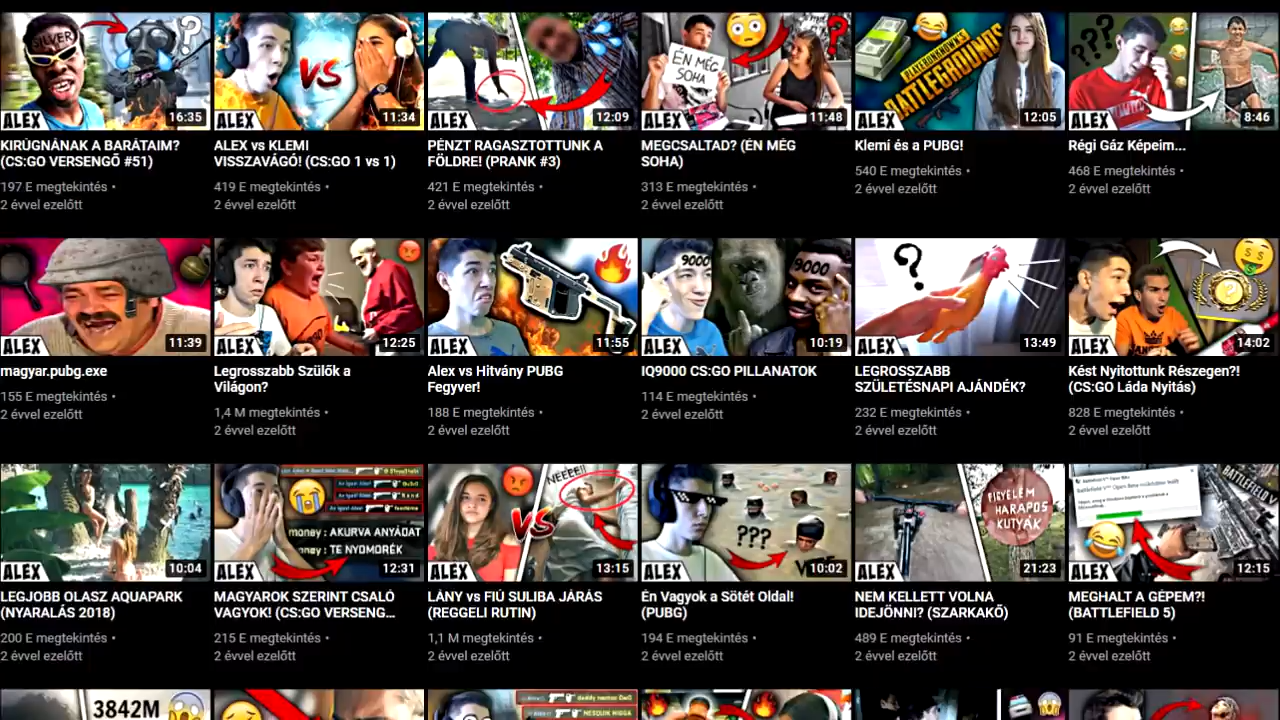 SILVER
?
ALEX
16:35
VS
ALEX
11:34
ALEX
12:09
ÉN MÉG
SOHA
?
ALEX
11:48
PLAYERUNKNOWN'S
BATTLEGROUNDS
ALEX
12:05
???
ALEX
8:46
KIRÚGNÁNAK A BARÁTAIM?
(CS:GO VERSENGŐ #51)
197 E megtekintés •
2 évvel ezelőtt
ALEX vs KLEMI
VISSZAVÁGÓ! (CS:GO 1 vs 1)
419 E megtekintés •
2 évvel ezelőtt
PÉNZT RAGASZTOTTUNK A
FÖLDRE! (PRANK #3)
421 E megtekintés •
2 évvel ezelőtt
MEGCSALTAD? (ÉN MÉG
SOHA)
313 E megtekintés •
2 évvel ezelőtt
Klemi és a PUBG!
540 E megtekintés •
2 évvel ezelőtt
Régi Gáz Képeim...
468 E megtekintés •
2 évvel ezelőtt
ALEX
11:39
ALEX
12:25
ALEX
11:55
9000
9000
ALEX
10:19
?
ALEX
13:49
?
ALEX
14:02
magyar.pubg.exe
155 E megtekintés •
2 évvel ezelőtt
Legrosszabb Szülők a
Világon?
1,4 M megtekintés •
2 évvel ezelőtt
Alex vs Hitvány PUBG
Fegyver!
188 E megtekintés •
2 évvel ezelőtt
IQ9000 CS:GO PILLANATOK
114 E megtekintés •
2 évvel ezelőtt
LEGROSSZABB
SZÜLETÉSNAPI AJÁNDÉK?
232 E megtekintés •
2 évvel ezelőtt
Kést Nyitottunk Részegen?!
(CS:GO Láda Nyitás)
828 E megtekintés •
2 évvel ezelőtt
ALEX
10:04
money : AKURVA ANYÁDAT
money : TE NYOMORÉK
ALEX
12:31
NEEEE!!
VS
ALEX
13:15
???
ALEX
10:02
FIGYELEM
HARAPÓS
KUTYÁK
ALEX
21:23
BATTLEFIELD V
ALEX
12:15
LEGJOBB OLASZ AQUAPARK
(NYARALÁS 2018)
200 E megtekintés •
2 évvel ezelőtt
MAGYAROK SZERINT CSALÓ
VAGYOK! (CS:GO VERSENG...
215 E megtekintés •
2 évvel ezelőtt
LÁNY vs FIÚ SULIBA JÁRÁS
(REGGELI RUTIN)
1,1 M megtekintés •
2 évvel ezelőtt
Én Vagyok a Sötét Oldal!
(PUBG)
194 E megtekintés •
2 évvel ezelőtt
NEM KELLETT VOLNA
IDEJÖNNI? (SZARKAKŐ)
489 E megtekintés •
2 évvel ezelőtt
MEGHALT A GÉPEM?!
(BATTLEFIELD 5)
91 E megtekintés •
2 évvel ezelőtt
3842M